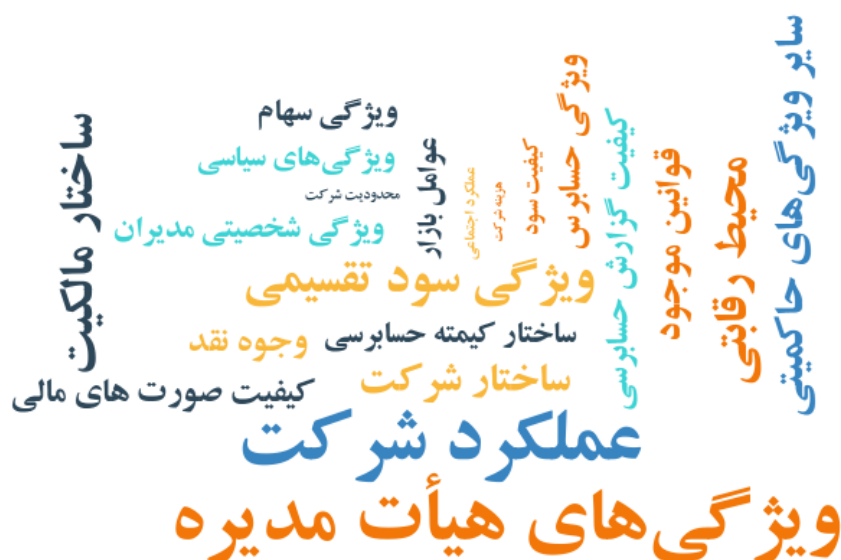 سایر ویژگی‌های حاکمیتی
محیط رقابتی
قوانین موجود
کیفیت گزارش حسابرسی
ویژگی حسابرس
کیفیت سود
هزینه شرکت
عملکرد اجتماعی
عوامل بازار
ویژگی سهام
ویژگی‌های سیاسی
محدودیت شرکت
ویژگی شخصیتی مدیران
ساختار مالکیت
ویژگی سود تقسیمی
ساختار کیمته حسابرسی
وجوه نقد
ساختار شرکت
کیفیت صورت های مالی
عملکرد شرکت
ویژگی‌های هیأت مدیره